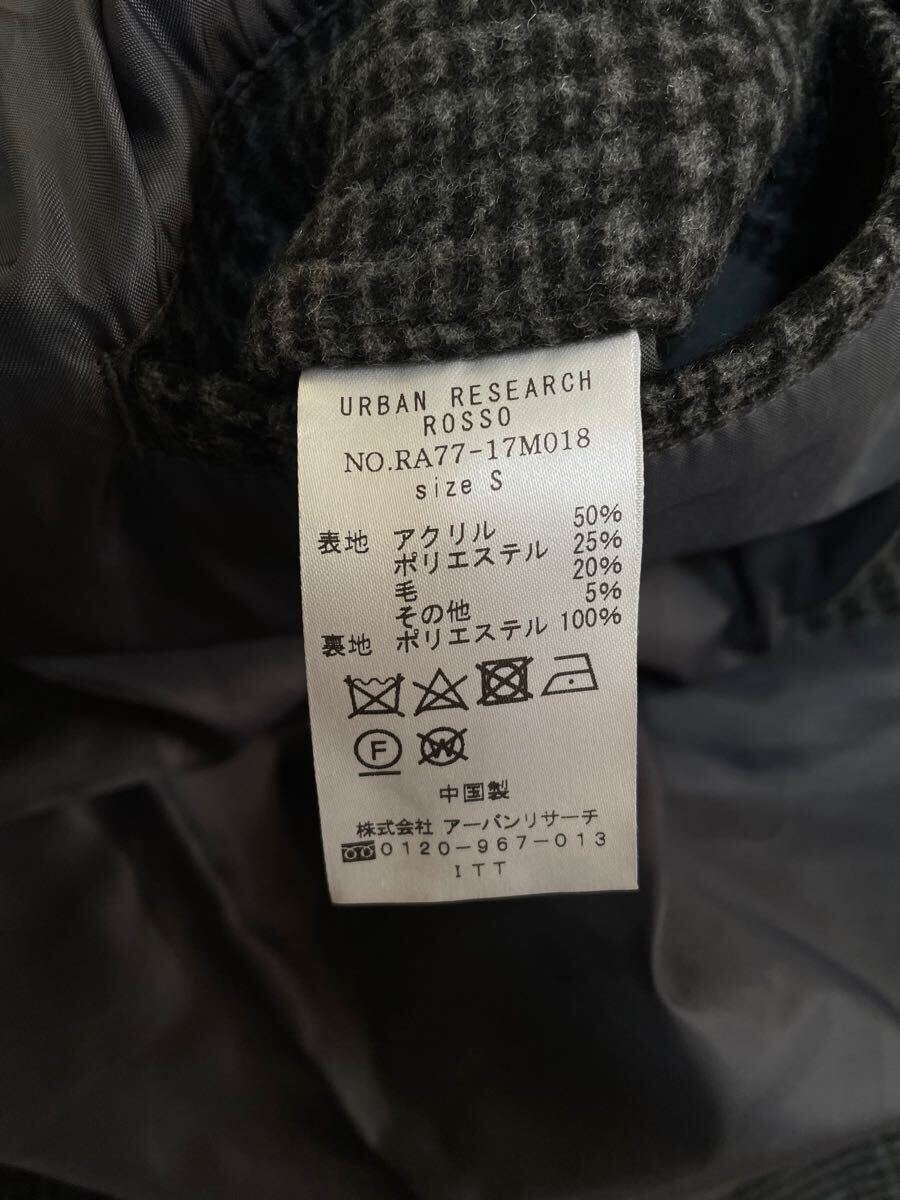 URBAN RESEARCH
ROSSO
NO.RA77-17M018
size S
表地 アクリル 50%
ポリエステル 25%
毛 20%
その他 5%
裏地 ポリエステル 100%
F W
中国製
株式会社 アーバンリサーチ
0120-967-013
ITT